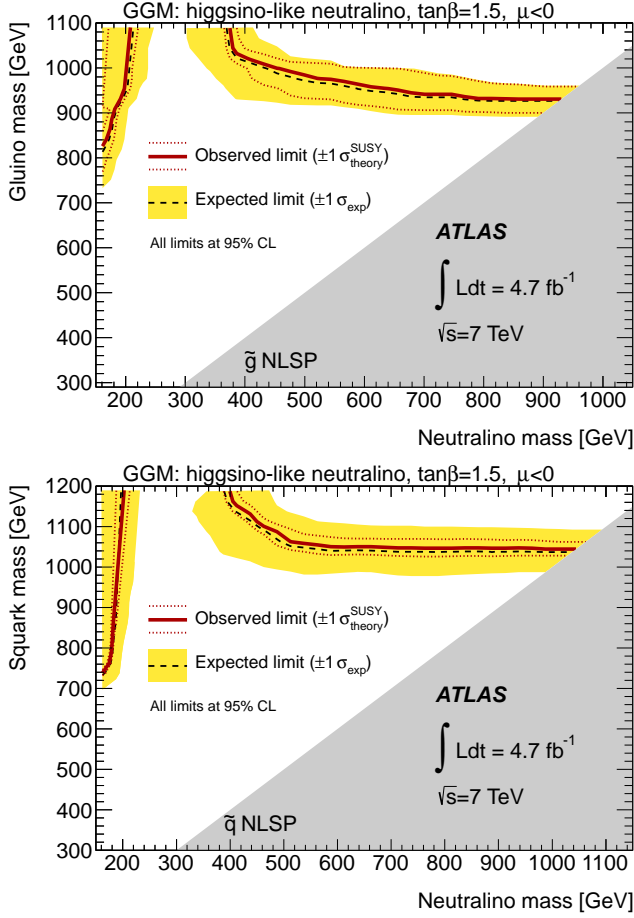 GGM: higgsino-like neutralino, tanβ=1.5, μ<0
Gluino mass [GeV]
1100
1000
900
800
700
600
500
400
300
Observed limit (±1 σ^SUSY_theory)
Expected limit (±1 σ_exp)
All limits at 95% CL
ATLAS
∫ Ldt = 4.7 fb⁻¹
√s=7 TeV
g̃ NLSP
200 300 400 500 600 700 800 900 1000
Neutralino mass [GeV]
GGM: higgsino-like neutralino, tanβ=1.5, μ<0
Squark mass [GeV]
1200
1100
1000
900
800
700
600
500
400
300
Observed limit (±1 σ^SUSY_theory)
Expected limit (±1 σ_exp)
All limits at 95% CL
ATLAS
∫ Ldt = 4.7 fb⁻¹
√s=7 TeV
q̃ NLSP
200 300 400 500 600 700 800 900 1000 1100
Neutralino mass [GeV]